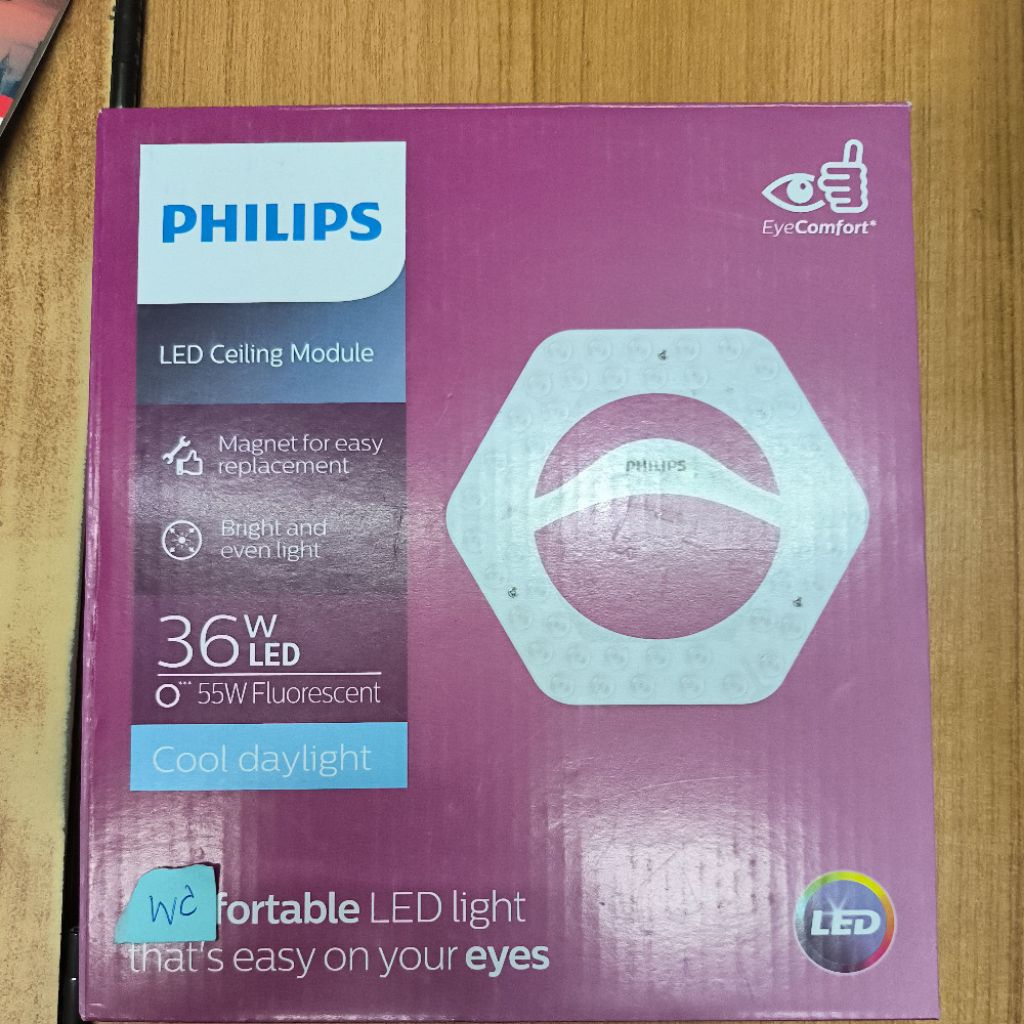 PHILIPS
EyeComfort*
LED Ceiling Module
Magnet for easy
replacement
Bright and
even light
36W
LED
55W Fluorescent
Cool daylight
PHILIPS
fortable LED light
that's easy on your eyes
LED